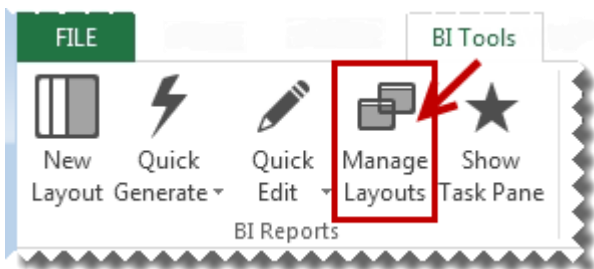 FILE BI Tools
New Quick Quick Manage Show
Layout Generate Edit Layouts Task Pane
BI Reports